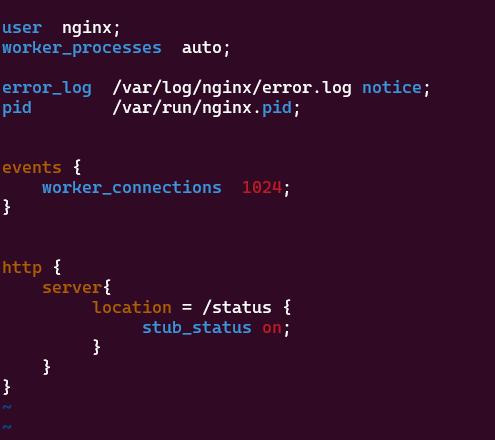 user  nginx;
worker_processes  auto;
error_log  /var/log/nginx/error.log notice;
pid        /var/run/nginx.pid;
events {
    worker_connections  1024;
}
http {
    server{
         location = /status {
              stub_status on;
         }
    }
}
~
~